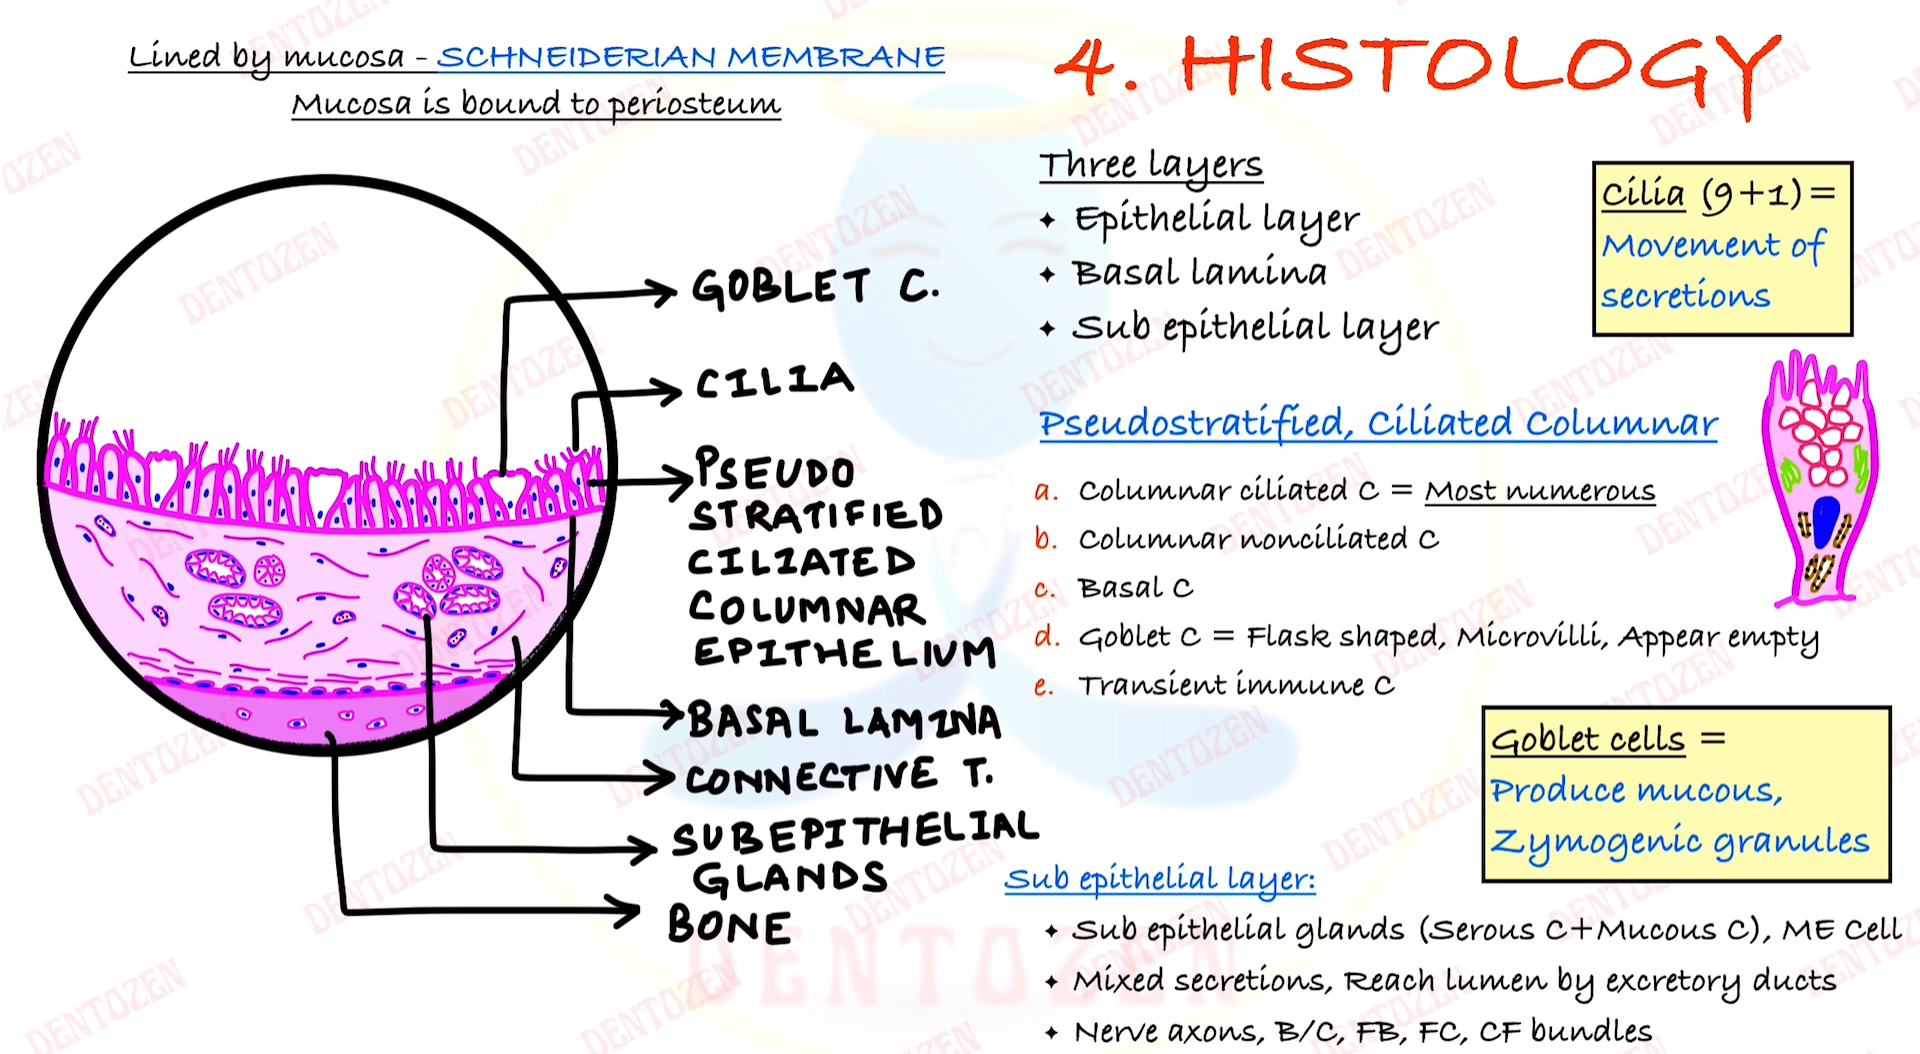 Lined by mucosa - SCHNEIDERIAN MEMBRANE
Mucosa is bound to periosteum
4. HISTOLOGY
GOBLET C.
CILIA
PSEUDO
STRATIFIED
CILIATED
COLUMNAR
EPITHELIUM
BASAL LAMINA
CONNECTIVE T.
SUBEPITHELIAL
GLANDS
BONE
Three layers
✦ Epithelial layer
✦ Basal lamina
✦ Sub epithelial layer
Cilia (9+1) =
Movement of
secretions
Pseudostratified, Ciliated Columnar
a. Columnar ciliated C = Most numerous
b. Columnar nonciliated C
c. Basal C
d. Goblet C = Flask shaped, Microvilli, Appear empty
e. Transient immune C
Goblet cells =
Produce mucous,
Zymogenic granules
Sub epithelial layer:
✦ Sub epithelial glands (Serous C+Mucous C), ME Cell
✦ Mixed secretions, Reach lumen by excretory ducts
✦ Nerve axons, B/C, FB, FC, CF bundles
DENTOZEN